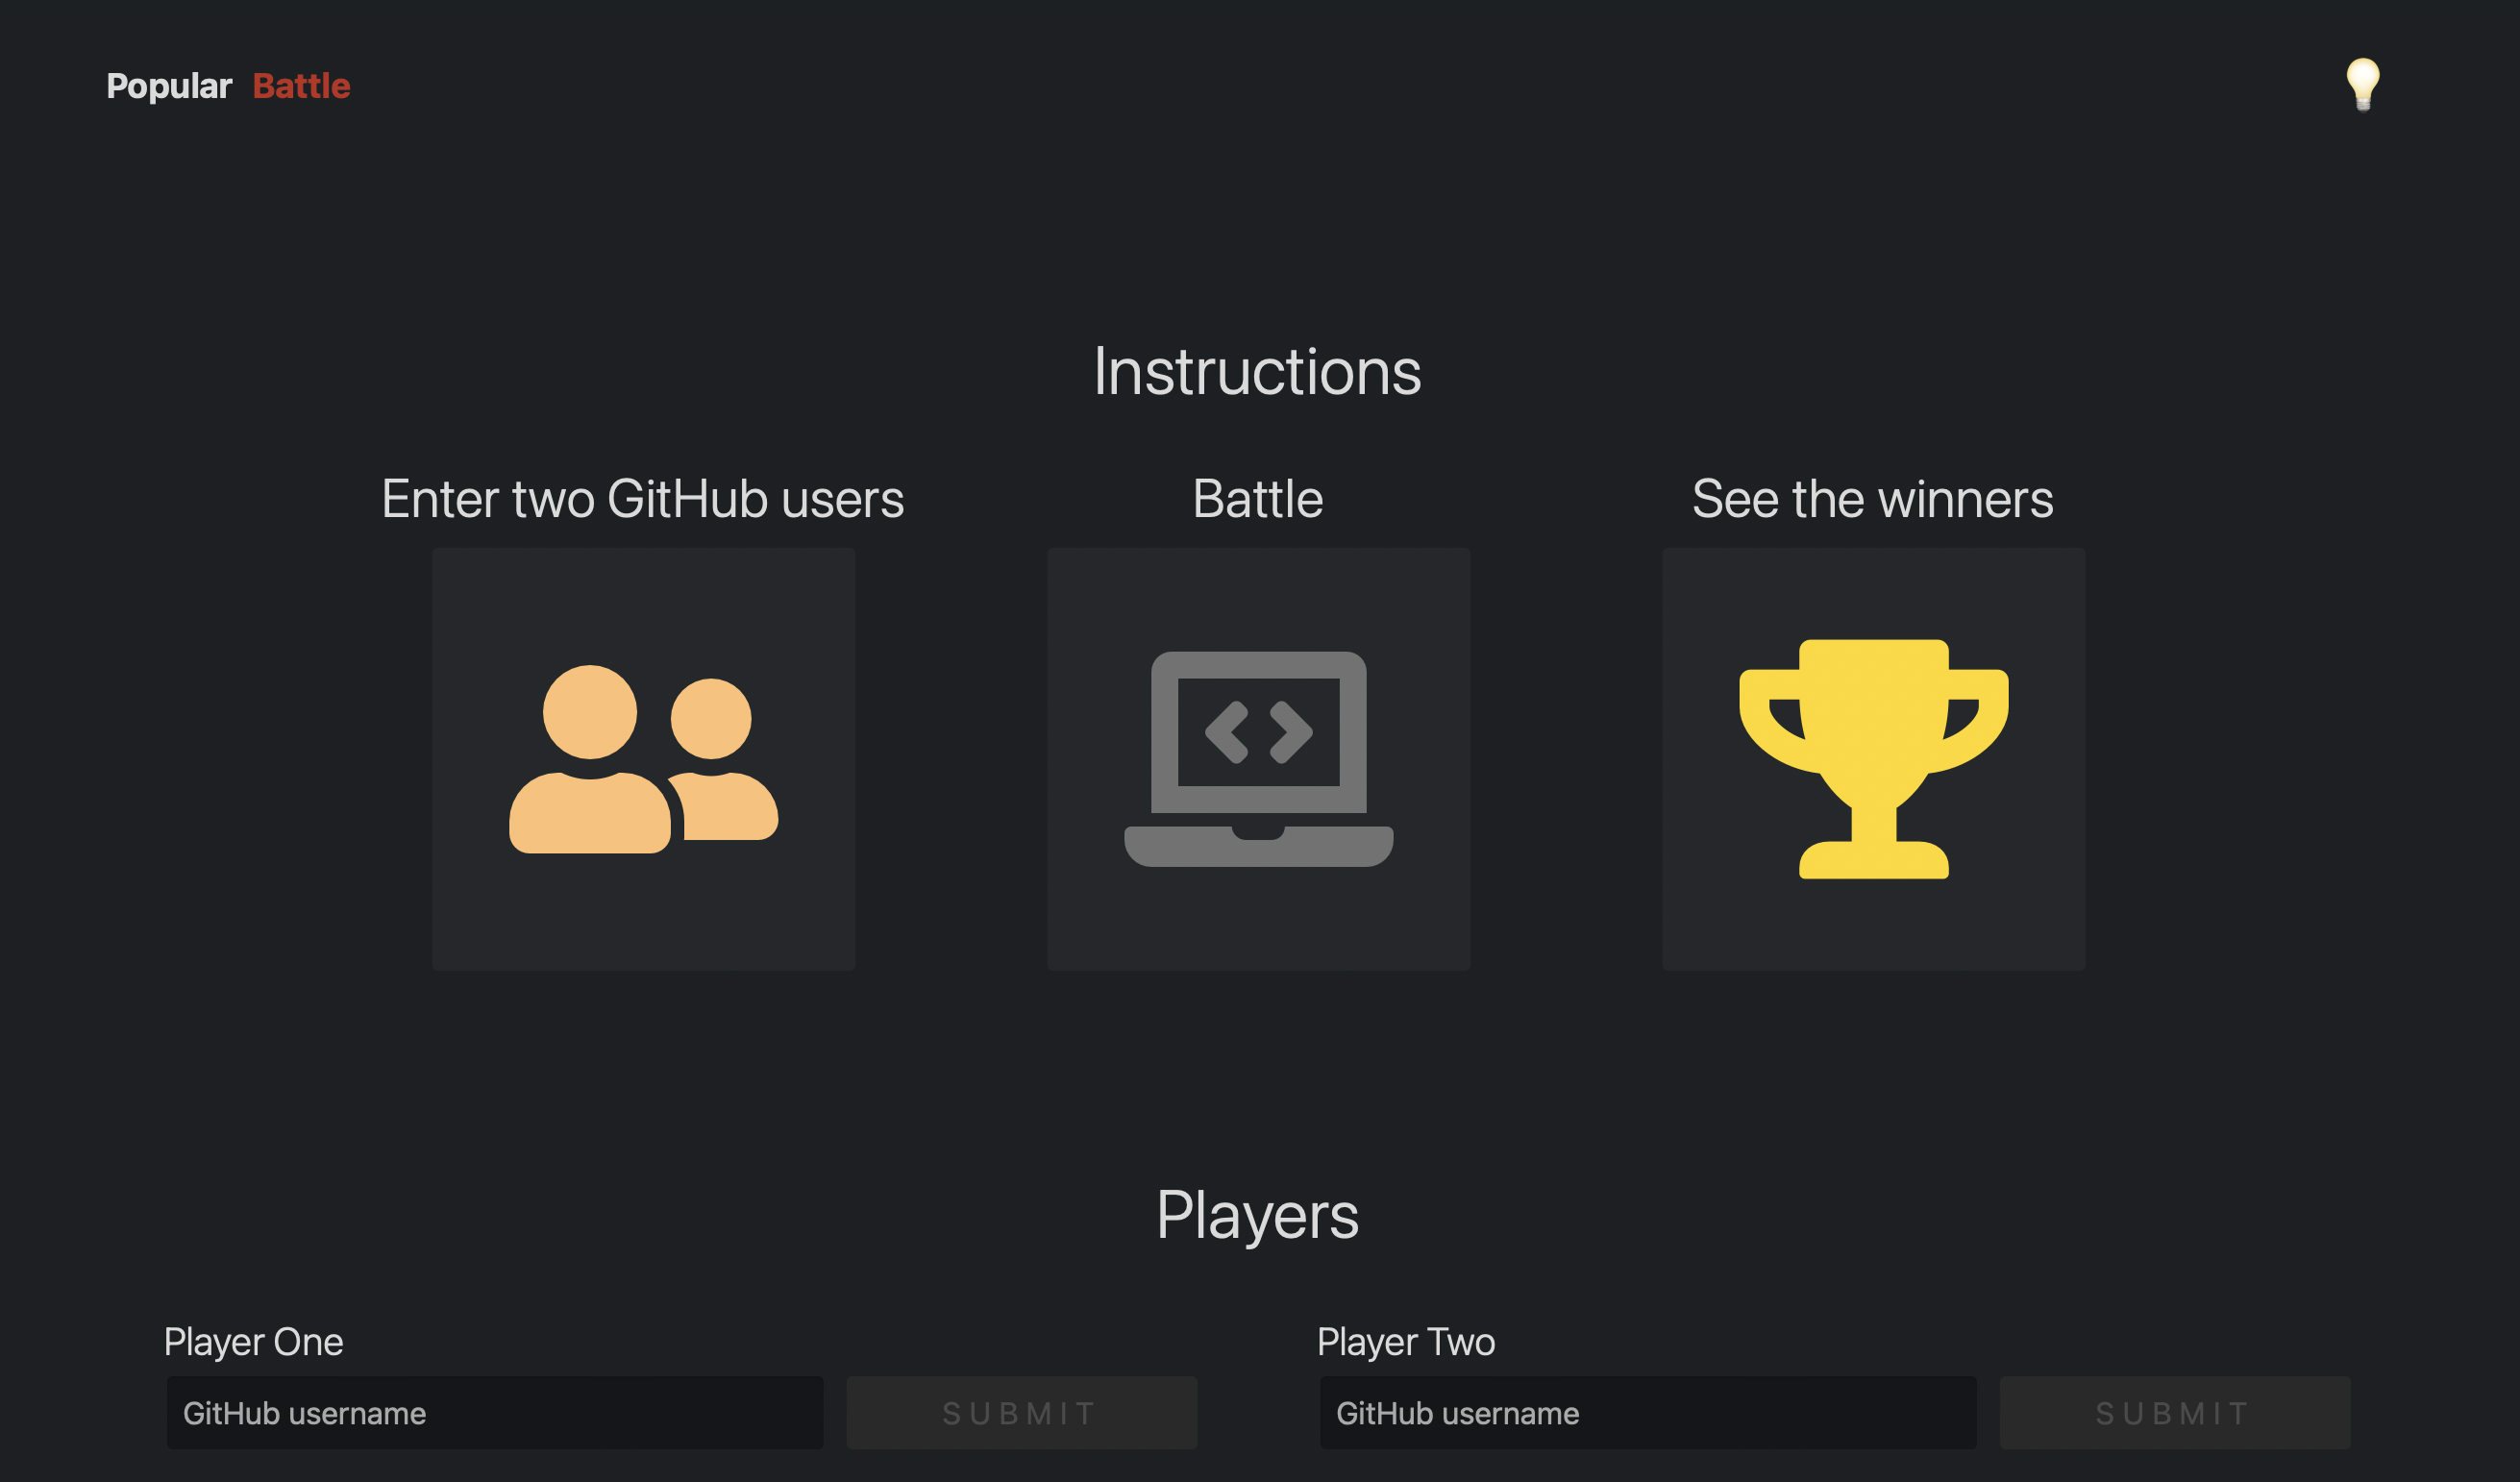 Popular Battle
Instructions
Enter two GitHub users
Battle
See the winners
Players
Player One
GitHub username
SUBMIT
Player Two
GitHub username
SUBMIT